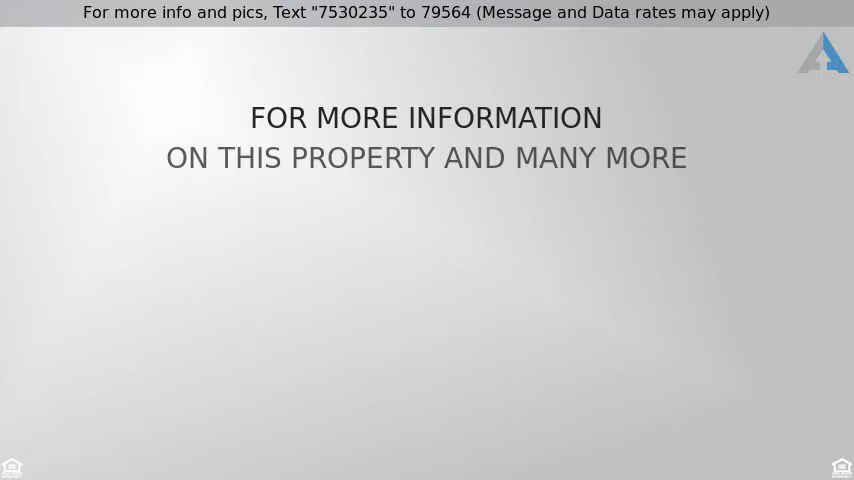 For more info and pics, Text "7530235" to 79564 (Message and Data rates may apply)
FOR MORE INFORMATION
ON THIS PROPERTY AND MANY MORE